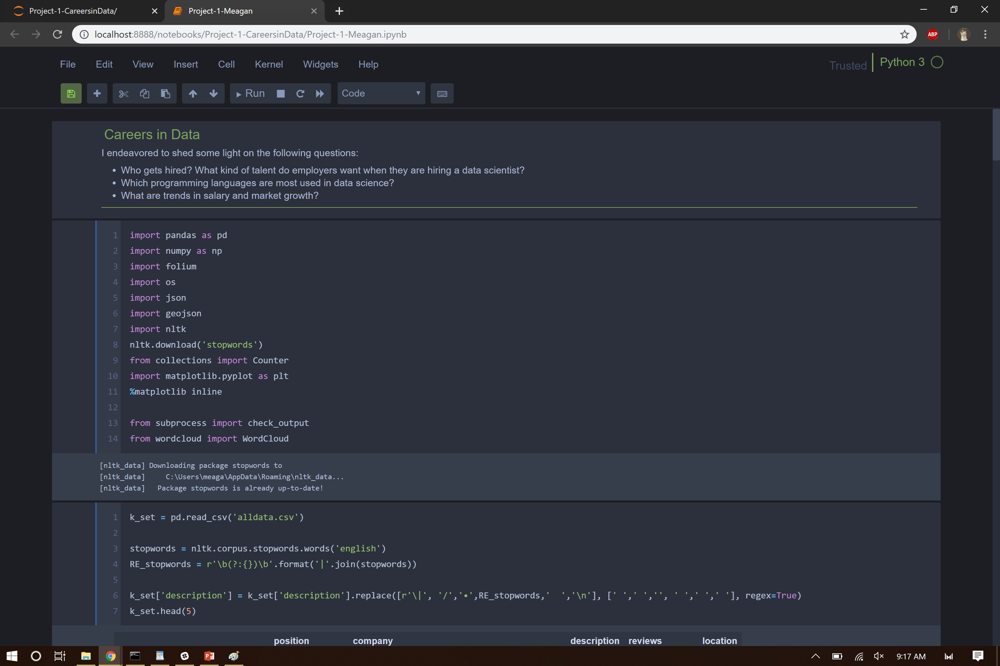 Project-1-CareersinData/
Project-1-Meagan
localhost:8888/notebooks/Project-1-CareersinData/Project-1-Meagan.ipynb
ABP
File Edit View Insert Cell Kernel Widgets Help
Trusted
Python 3
Run
Code
Careers in Data
I endeavored to shed some light on the following questions:
• Who gets hired? What kind of talent do employers want when they are hiring a data scientist?
• Which programming languages are most used in data science?
• What are trends in salary and market growth?
1 import pandas as pd
2 import numpy as np
3 import folium
4 import os
5 import json
6 import geojson
7 import nltk
8 nltk.download('stopwords')
9 from collections import Counter
10 import matplotlib.pyplot as plt
11 %matplotlib inline
12
13 from subprocess import check_output
14 from wordcloud import WordCloud
[nltk_data] Downloading package stopwords to
[nltk_data]     C:\Users\meaga\AppData\Roaming\nltk_data...
[nltk_data]   Package stopwords is already up-to-date!
1 k_set = pd.read_csv('alldata.csv')
2
3 stopwords = nltk.corpus.stopwords.words('english')
4 RE_stopwords = r'\b(?:{})\b'.format('|'.join(stopwords))
5
6 k_set['description'] = k_set['description'].replace([r'\|', '/','•',RE_stopwords,'  ','\n'], [' ',' ','', ' ',' ',' '], regex=True)
7 k_set.head(5)
position company description reviews location
9:17 AM